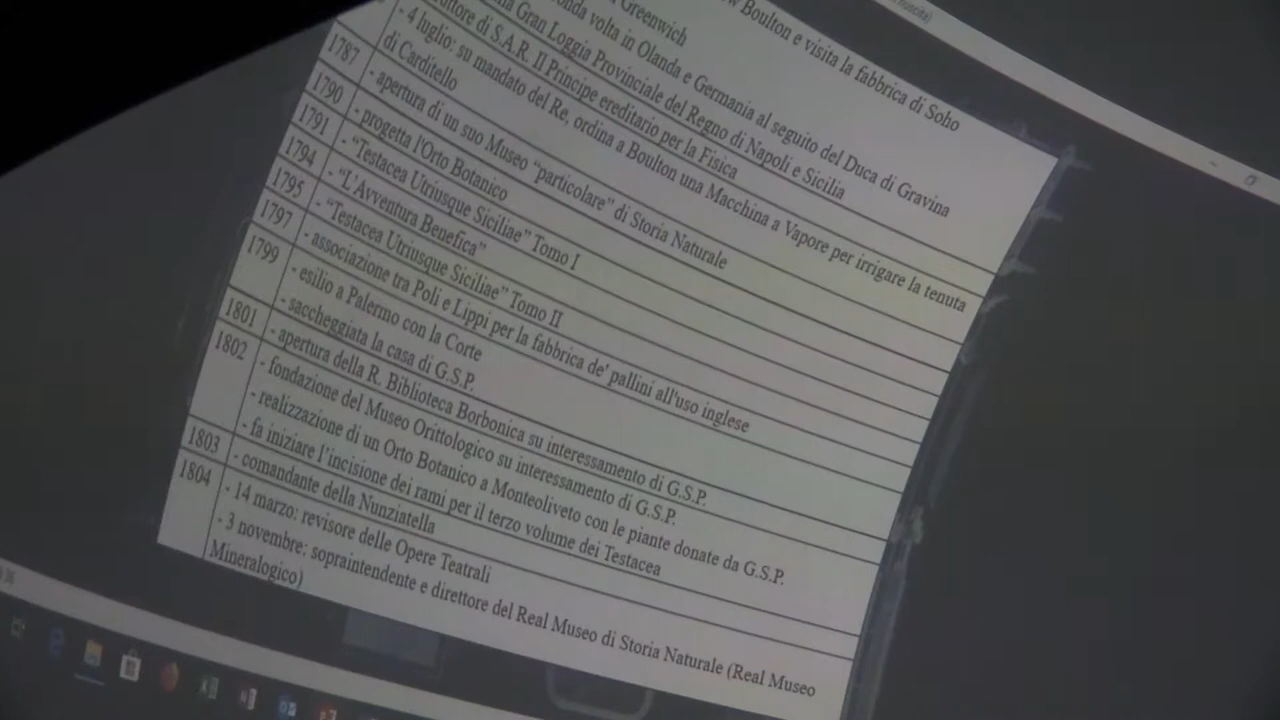 Boulton e visita la fabbrica di Soho
Greenwich
volta in Olanda e Germania al seguito del Duca di Gravina
Gran Loggia Provinciale del Regno di Napoli e Sicilia
di S.A.R. Il Principe ereditario per la Fisica
- 4 luglio: su mandato del Re, ordina a Boulton una Macchina a Vapore per irrigare la tenuta
di Carditello
1787 - apertura di un suo Museo “particolare” di Storia Naturale
1790 - progetta l'Orto Botanico
1791 - “Testacea Utriusque Siciliae” Tomo I
1794 - “L'Avventura Benefica”
1795 - “Testacea Utriusque Siciliae” Tomo II
1797 - associazione tra Poli e Lippi per la fabbrica de' pallini all'uso inglese
1799 - esilio a Palermo con la Corte
- saccheggiata la casa di G.S.P.
1801 - apertura della R. Biblioteca Borbonica su interessamento di G.S.P.
1802 - fondazione del Museo Orittologico su interessamento di G.S.P.
- realizzazione di un Orto Botanico a Monteoliveto con le piante donate da G.S.P.
- fa iniziare l'incisione dei rami per il terzo volume dei Testacea
1803 - comandante della Nunziatella
1804 - 14 marzo: revisore delle Opere Teatrali
- 3 novembre: sopraintendente e direttore del Real Museo di Storia Naturale (Real Museo
Mineralogico)